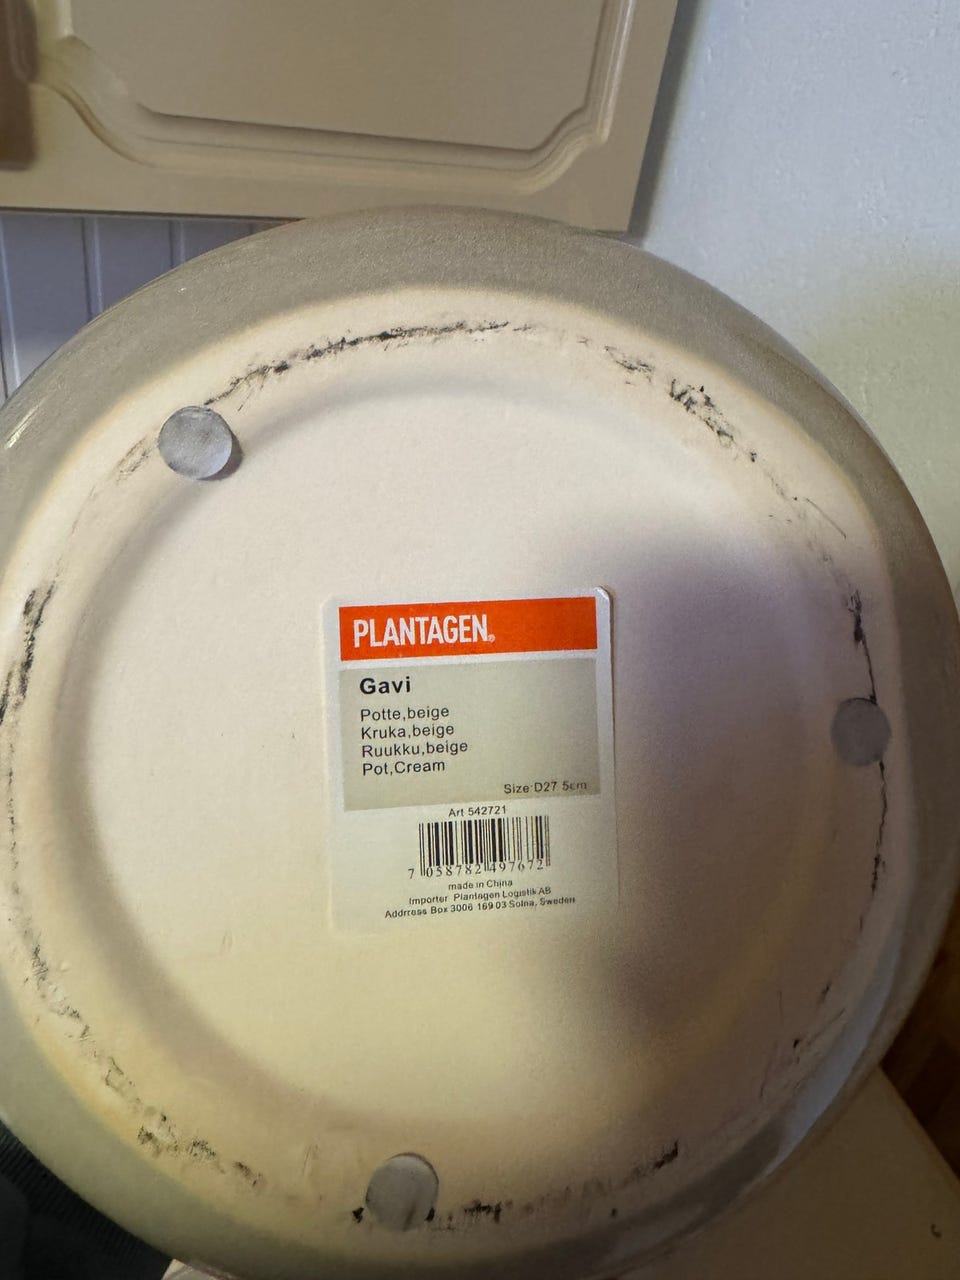 PLANTAGEN®
Gavi
Potte,beige
Kruka,beige
Ruukku,beige
Pot,Cream
Size:D27 5cm
Art 542721
7 058782 497672
made in China
Importer Plantagen Logistik AB
Addrress Box 3006 169 03 Solna, Sweden